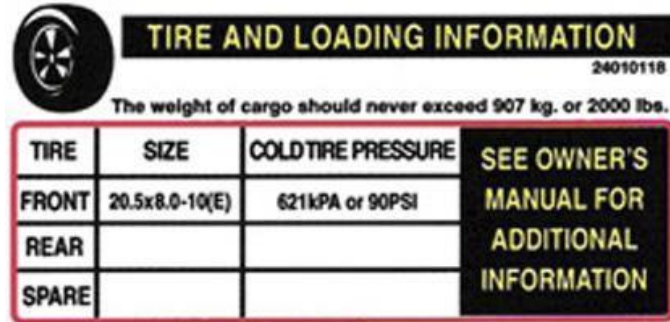 TIRE AND LOADING INFORMATION
24010118
The weight of cargo should never exceed 907 kg. or 2000 lbs.
TIRE SIZE COLD TIRE PRESSURE
FRONT 20.5x8.0-10(E) 621kPA or 90PSI
REAR
SPARE
SEE OWNER'S
MANUAL FOR
ADDITIONAL
INFORMATION